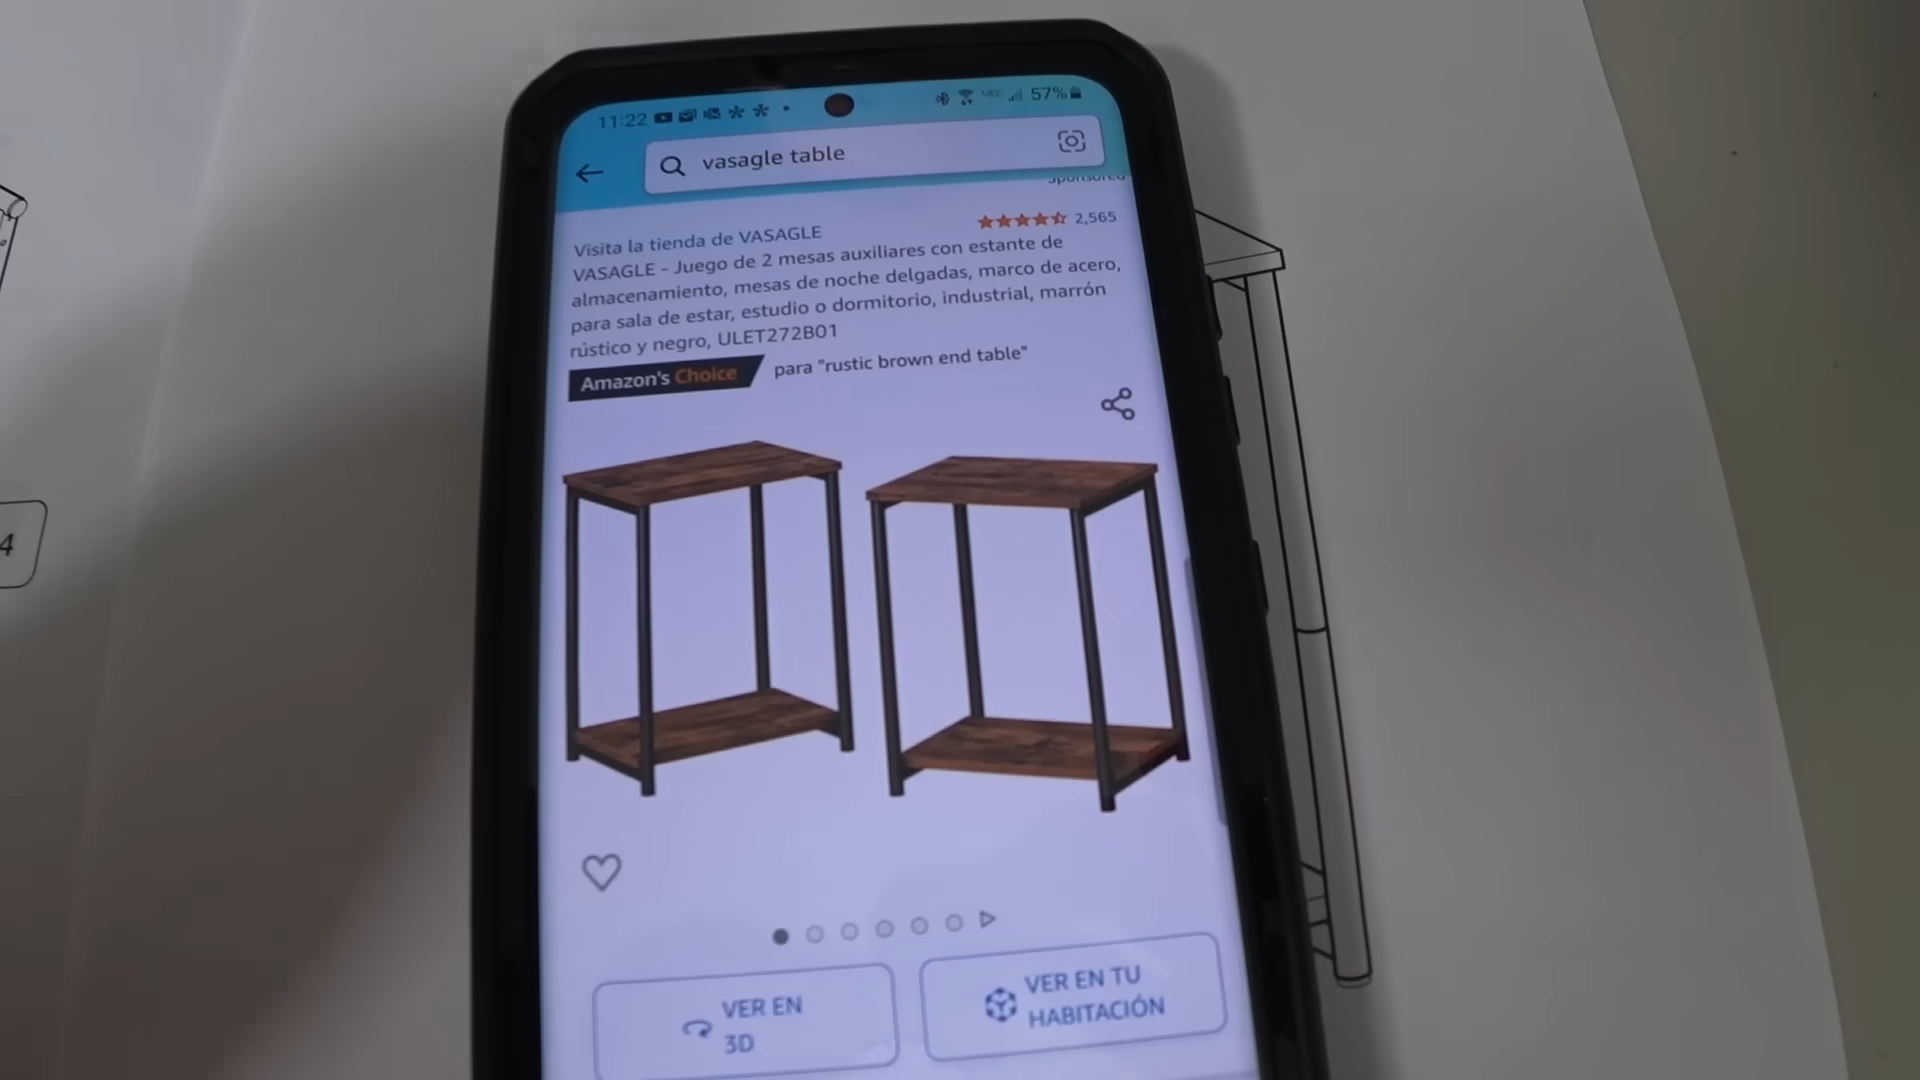 11:22
57%
vasagle table
Sponsored
Visita la tienda de VASAGLE
2,565
VASAGLE - Juego de 2 mesas auxiliares con estante de
almacenamiento, mesas de noche delgadas, marco de acero,
para sala de estar, estudio o dormitorio, industrial, marrón
rústico y negro, ULET272B01
Amazon's Choice para "rustic brown end table"
4
VER EN
3D
VER EN TU
HABITACIÓN